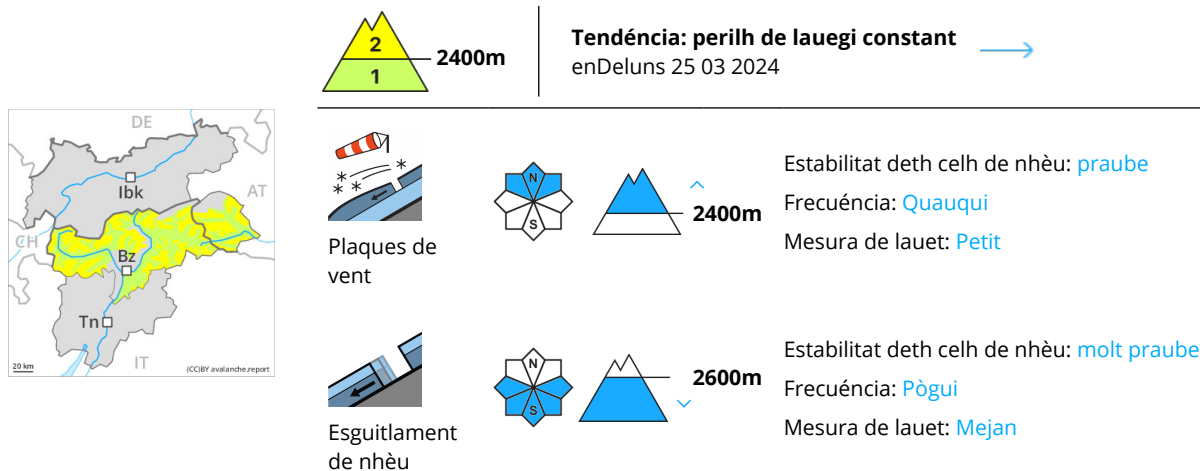 2
1
2400m
Tendéncia: perilh de lauegi constant
enDeluns 25 03 2024
DE
AT
CH
Ibk
Bz
Tn
IT
20 km
(CC)BY avalanche.report
Plaques de
vent
N
S
2400m
Estabilitat deth celh de nhèu: praube
Frecuéncia: Quauqui
Mesura de lauet: Petit
Esguitlament
de nhèu
N
S
2600m
Estabilitat deth celh de nhèu: molt praube
Frecuéncia: Pògui
Mesura de lauet: Mejan